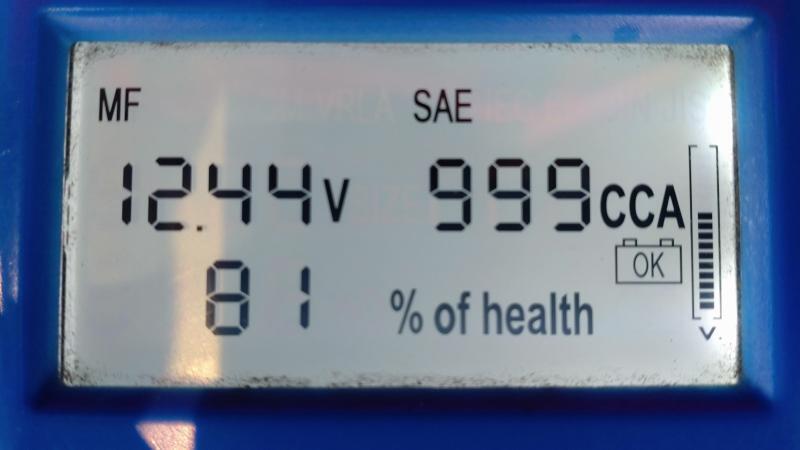 MF SAE
12.44V 999CCA
OK
81 % of health